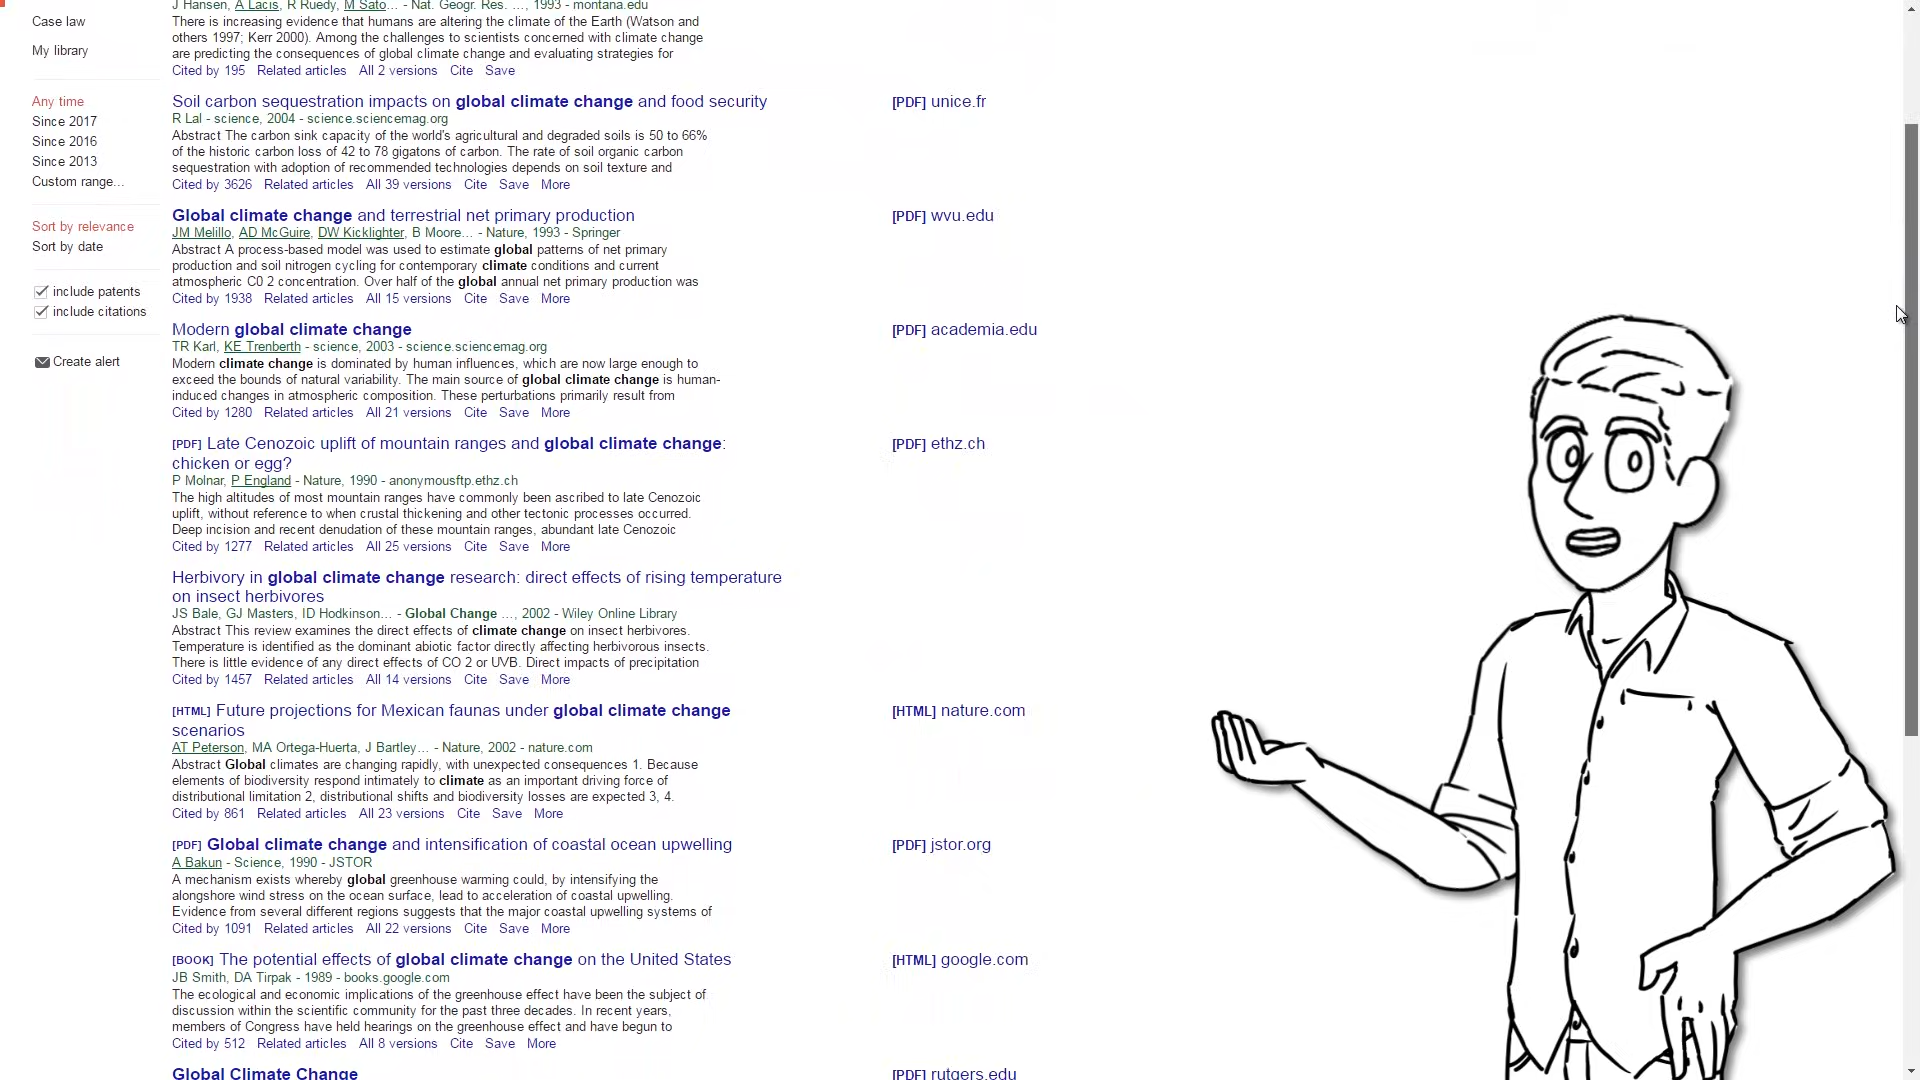 Case law
My library
Any time
Since 2017
Since 2016
Since 2013
Custom range...
Sort by relevance
Sort by date
include patents
include citations
Create alert
J Hansen, A Lacis, R Ruedy, M Sato... - Nat. Geogr. Res. ..., 1993 - montana.edu
There is increasing evidence that humans are altering the climate of the Earth (Watson and
others 1997; Kerr 2000). Among the challenges to scientists concerned with climate change
are predicting the consequences of global climate change and evaluating strategies for
Cited by 195 Related articles All 2 versions Cite Save
Soil carbon sequestration impacts on global climate change and food security
[PDF] unice.fr
R Lal - science, 2004 - science.sciencemag.org
Abstract The carbon sink capacity of the world's agricultural and degraded soils is 50 to 66%
of the historic carbon loss of 42 to 78 gigatons of carbon. The rate of soil organic carbon
sequestration with adoption of recommended technologies depends on soil texture and
Cited by 3626 Related articles All 39 versions Cite Save More
Global climate change and terrestrial net primary production
[PDF] wvu.edu
JM Melillo, AD McGuire, DW Kicklighter, B Moore... - Nature, 1993 - Springer
Abstract A process-based model was used to estimate global patterns of net primary
production and soil nitrogen cycling for contemporary climate conditions and current
atmospheric C0 2 concentration. Over half of the global annual net primary production was
Cited by 1938 Related articles All 15 versions Cite Save More
Modern global climate change
[PDF] academia.edu
TR Karl, KE Trenberth - science, 2003 - science.sciencemag.org
Modern climate change is dominated by human influences, which are now large enough to
exceed the bounds of natural variability. The main source of global climate change is human-
induced changes in atmospheric composition. These perturbations primarily result from
Cited by 1280 Related articles All 21 versions Cite Save More
[PDF] Late Cenozoic uplift of mountain ranges and global climate change:
chicken or egg?
[PDF] ethz.ch
P Molnar, P England - Nature, 1990 - anonymousftp.ethz.ch
The high altitudes of most mountain ranges have commonly been ascribed to late Cenozoic
uplift, without reference to when crustal thickening and other tectonic processes occurred.
Deep incision and recent denudation of these mountain ranges, abundant late Cenozoic
Cited by 1277 Related articles All 25 versions Cite Save More
Herbivory in global climate change research: direct effects of rising temperature
on insect herbivores
JS Bale, GJ Masters, ID Hodkinson... - Global Change ..., 2002 - Wiley Online Library
Abstract This review examines the direct effects of climate change on insect herbivores.
Temperature is identified as the dominant abiotic factor directly affecting herbivorous insects.
There is little evidence of any direct effects of CO 2 or UVB. Direct impacts of precipitation
Cited by 1457 Related articles All 14 versions Cite Save More
[HTML] Future projections for Mexican faunas under global climate change
scenarios
[HTML] nature.com
AT Peterson, MA Ortega-Huerta, J Bartley... - Nature, 2002 - nature.com
Abstract Global climates are changing rapidly, with unexpected consequences 1. Because
elements of biodiversity respond intimately to climate as an important driving force of
distributional limitation 2, distributional shifts and biodiversity losses are expected 3, 4.
Cited by 861 Related articles All 23 versions Cite Save More
[PDF] Global climate change and intensification of coastal ocean upwelling
[PDF] jstor.org
A Bakun - Science, 1990 - JSTOR
A mechanism exists whereby global greenhouse warming could, by intensifying the
alongshore wind stress on the ocean surface, lead to acceleration of coastal upwelling.
Evidence from several different regions suggests that the major coastal upwelling systems of
Cited by 1091 Related articles All 22 versions Cite Save More
[BOOK] The potential effects of global climate change on the United States
[HTML] google.com
JB Smith, DA Tirpak - 1989 - books.google.com
The ecological and economic implications of the greenhouse effect have been the subject of
discussion within the scientific community for the past three decades. In recent years,
members of Congress have held hearings on the greenhouse effect and have begun to
Cited by 512 Related articles All 8 versions Cite Save More
Global Climate Change
[PDF] rutgers.edu